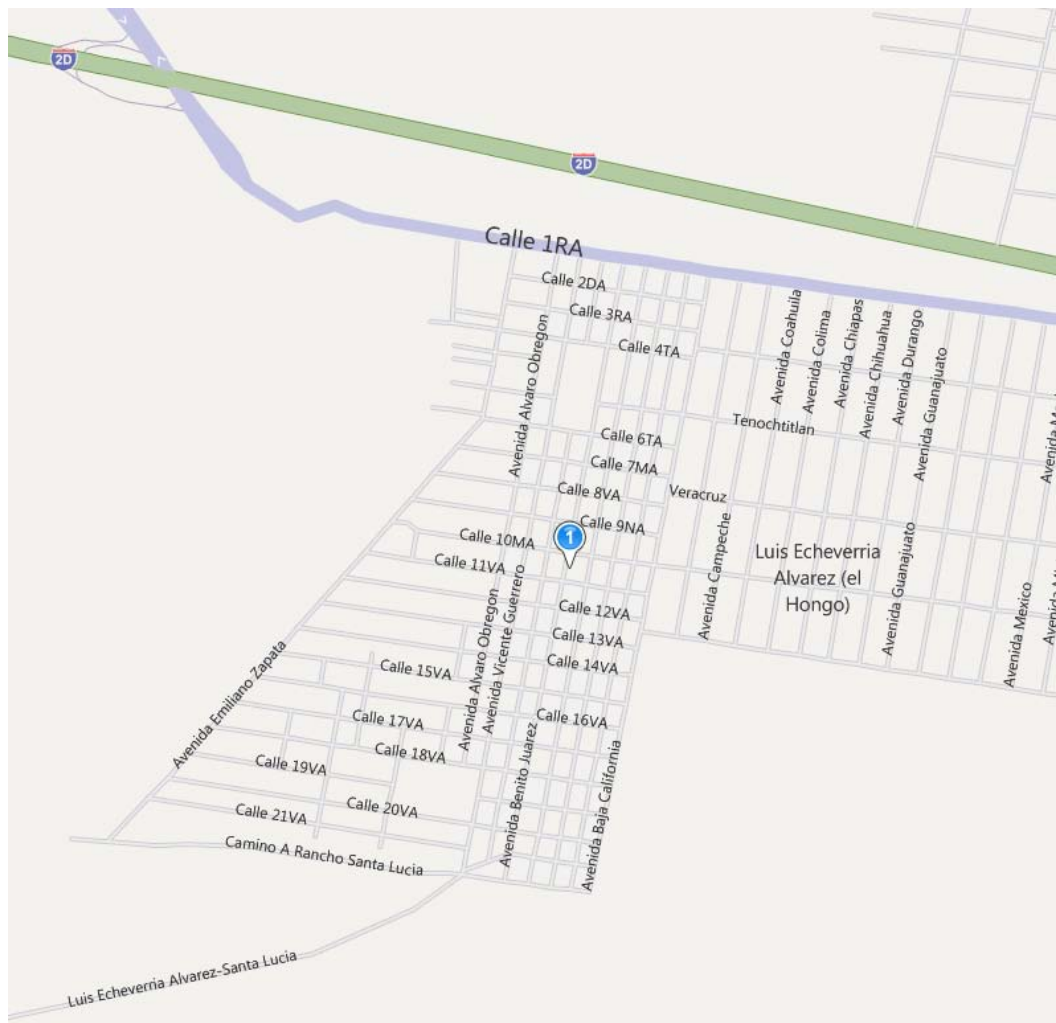 2D
2D
Calle 1RA
Calle 2DA
Calle 3RA
Calle 4TA
Avenida Alvaro Obregon
Avenida Coahuila
Avenida Colima
Avenida Chiapas
Avenida Chihuahua
Avenida Durango
Avenida Guanajuato
Tenochtitlan
Calle 6TA
Calle 7MA
Calle 8VA
Veracruz
Calle 9NA
1
Calle 10MA
Calle 11VA
Luis Echeverria
Alvarez (el
Hongo)
Avenida Campeche
Avenida Guanajuato
Avenida Mexico
Calle 12VA
Calle 13VA
Calle 14VA
Avenida Alvaro Obregon
Avenida Vicente Guerrero
Avenida Emiliano Zapata
Calle 15VA
Calle 16VA
Calle 17VA
Calle 18VA
Avenida Benito Juarez
Avenida Baja California
Calle 19VA
Calle 20VA
Calle 21VA
Camino A Rancho Santa Lucia
Luis Echeverria Alvarez-Santa Lucia
Avenida
Avenida